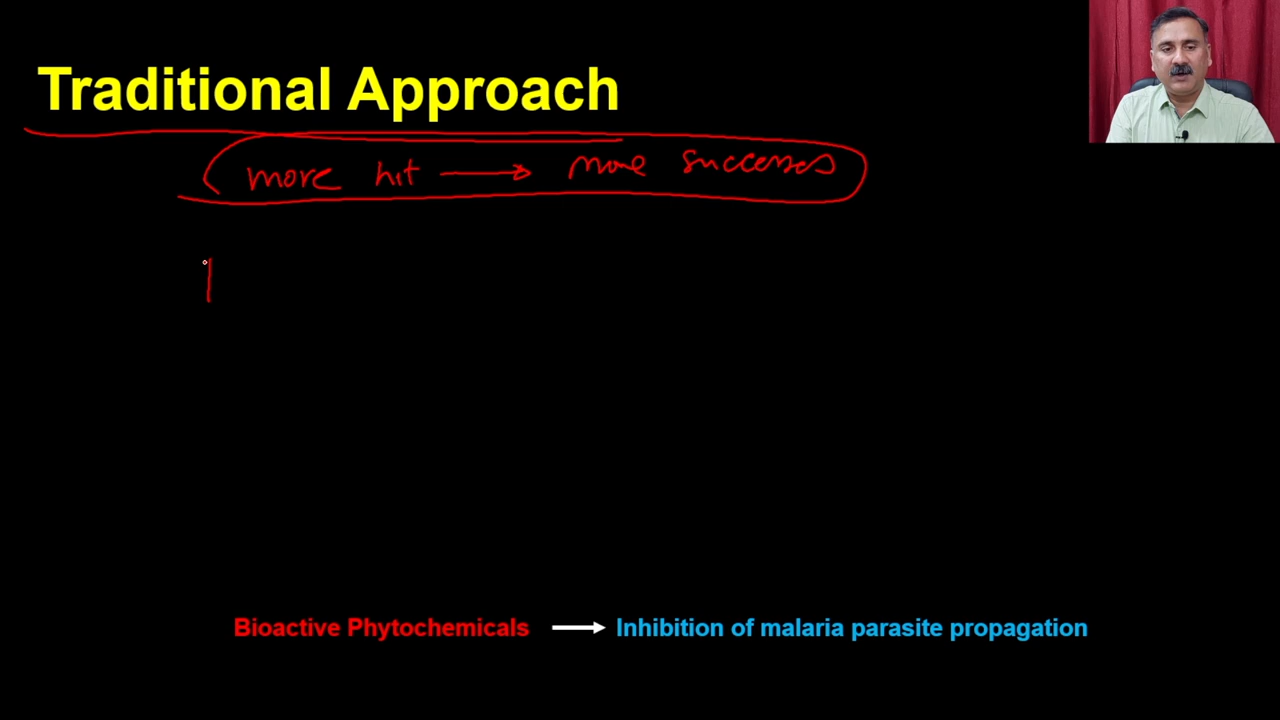 Traditional Approach
more hit → more successes
Bioactive Phytochemicals → Inhibition of malaria parasite propagation